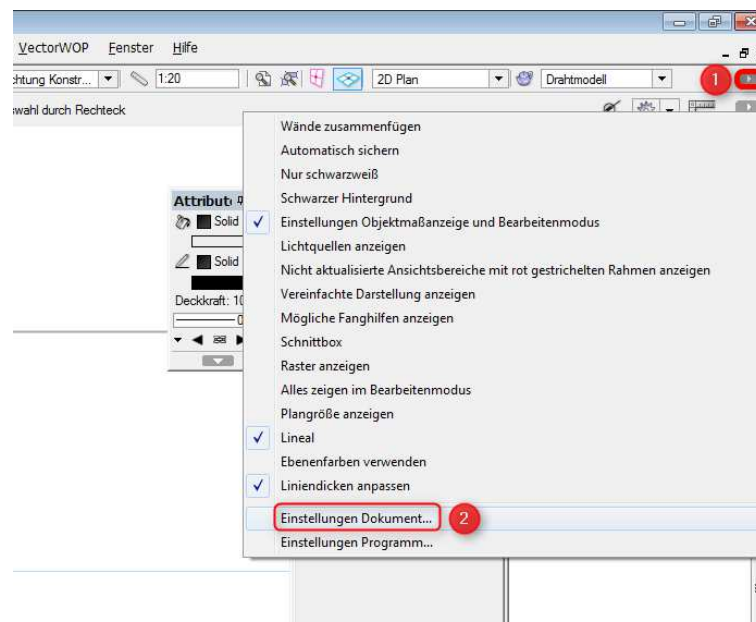 VectorWOP Fenster Hilfe
chtung Konstr... 1:20 2D Plan Drahtmodell 1
swahl durch Rechteck
Wände zusammenfügen
Automatisch sichern
Nur schwarzweiß
Schwarzer Hintergrund
Einstellungen Objektmaßanzeige und Bearbeitenmodus
Lichtquellen anzeigen
Nicht aktualisierte Ansichtsbereiche mit rot gestrichelten Rahmen anzeigen
Vereinfachte Darstellung anzeigen
Mögliche Fanghilfen anzeigen
Schnittbox
Raster anzeigen
Alles zeigen im Bearbeitenmodus
Plangröße anzeigen
Lineal
Ebenenfarben verwenden
Liniendicken anpassen
Einstellungen Dokument... 2
Einstellungen Programm...
Attribut
Solid
Solid
Deckkraft: 10